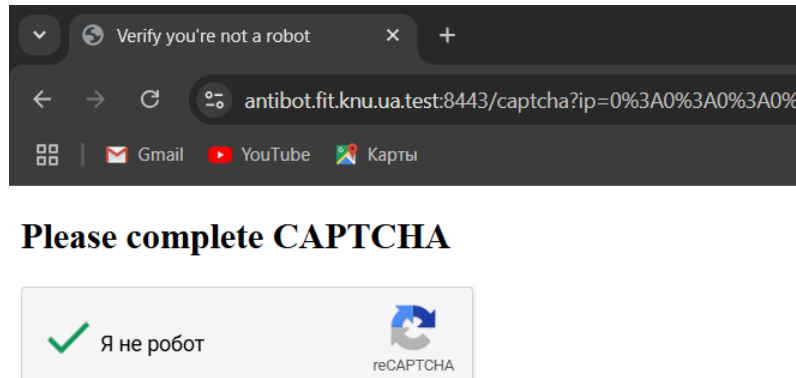 Verify you're not a robot
antibot.fit.knu.ua.test:8443/captcha?ip=0%3A0%3A0%3A0%
Gmail YouTube Карты
Please complete CAPTCHA
Я не робот
reCAPTCHA